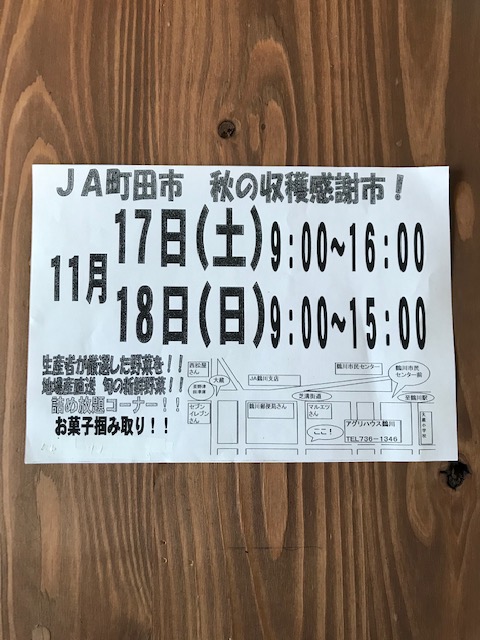 JA町田市　秋の収穫感謝市！
11月
17日(土)9:00~16:00
18日(日)9:00~15:00
生産者が厳選した野菜を！！
地場産直送　旬の新鮮野菜！！
詰め放題コーナー！！
お菓子掴み取り！！
西松屋
さん
大蔵
JA鶴川支店
鶴川市民センター
鶴川市民
センター前
芝溝街道
至鶴川駅
セブン
イレブン
さん
鶴川郵便局さん
マルエツ
さん
ここ！
アグリハウス鶴川
TEL736-1346